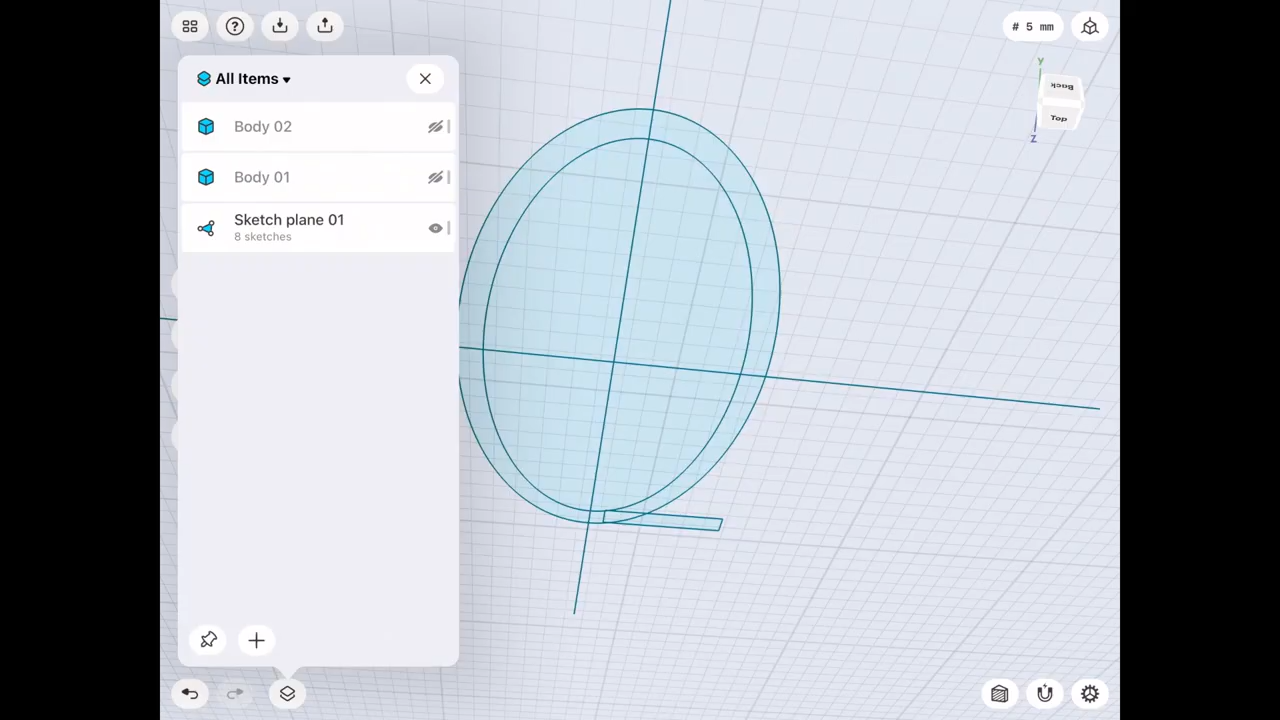 # 5 mm
All Items
Body 02
Body 01
Sketch plane 01
8 sketches
Y
Back
Top
Z